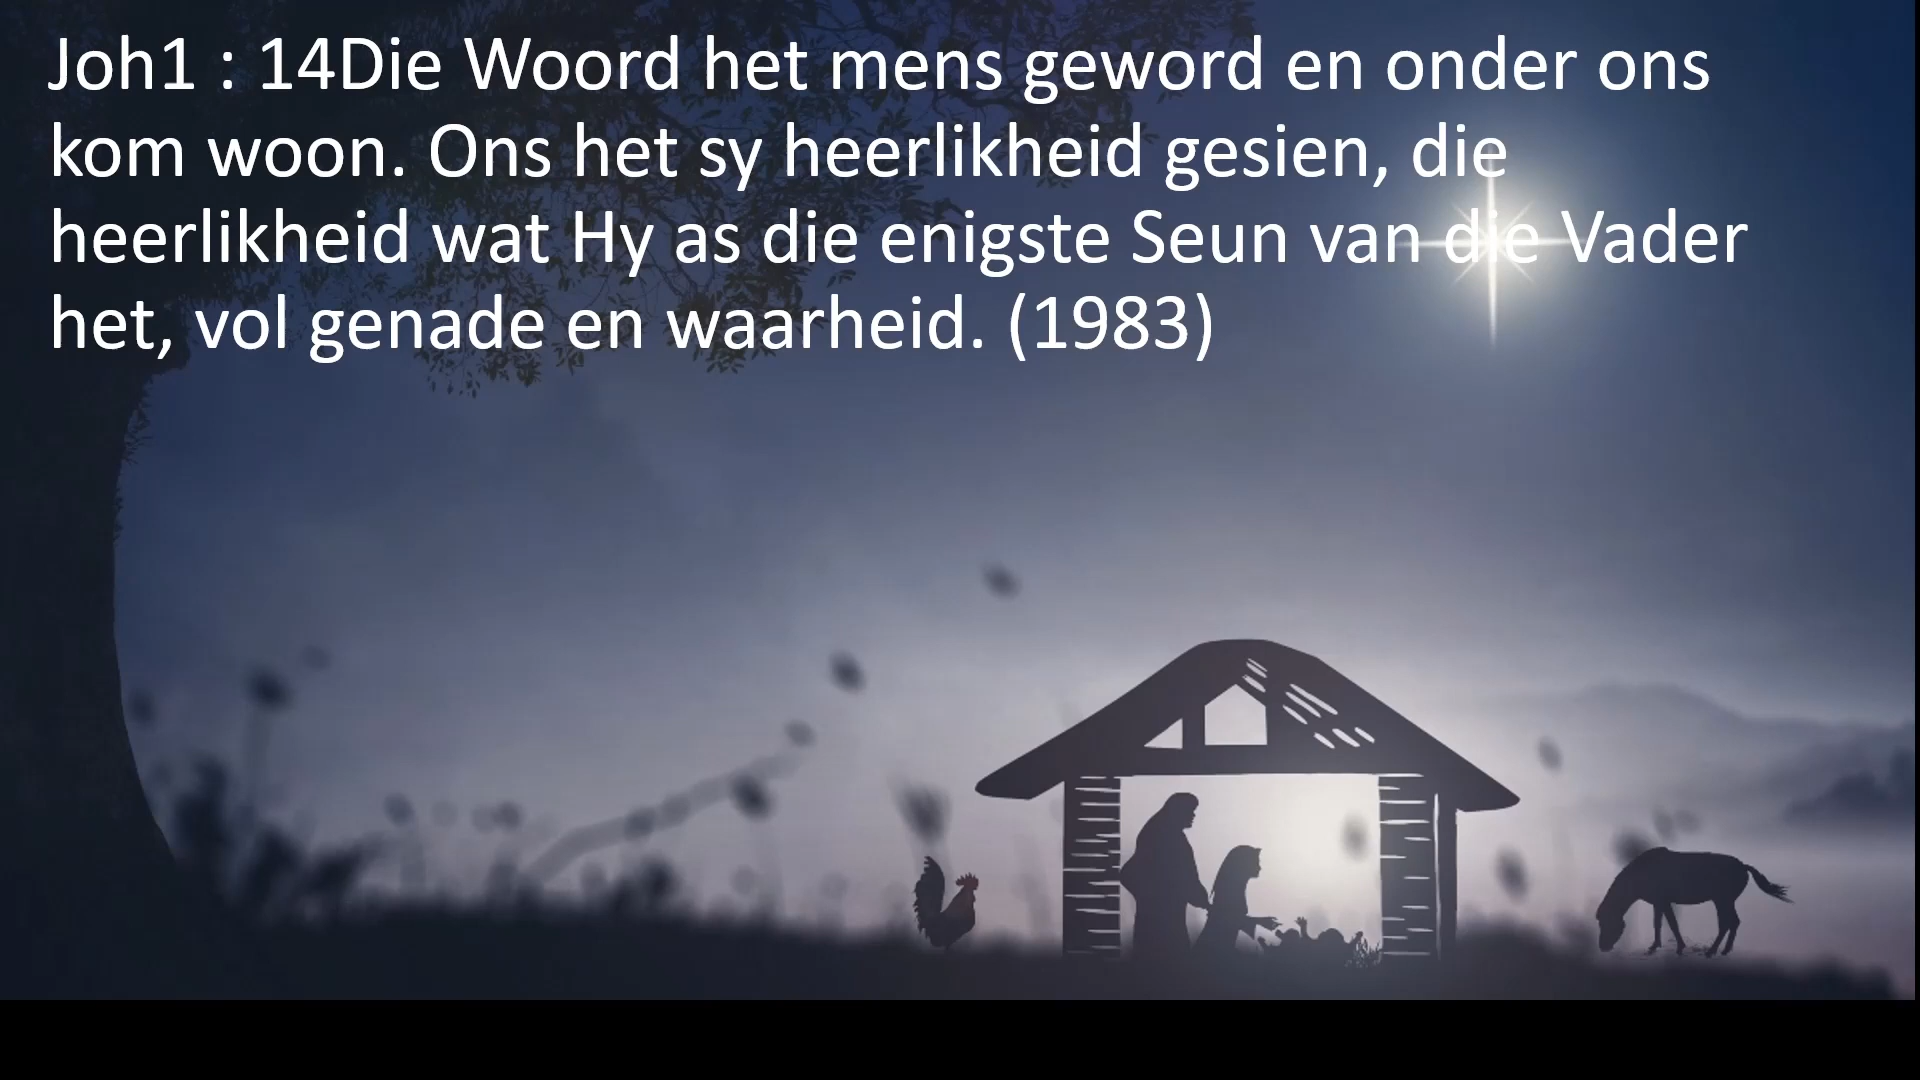 Joh1 : 14Die Woord het mens geword en onder ons
kom woon. Ons het sy heerlikheid gesien, die
heerlikheid wat Hy as die enigste Seun van die Vader
het, vol genade en waarheid. (1983)